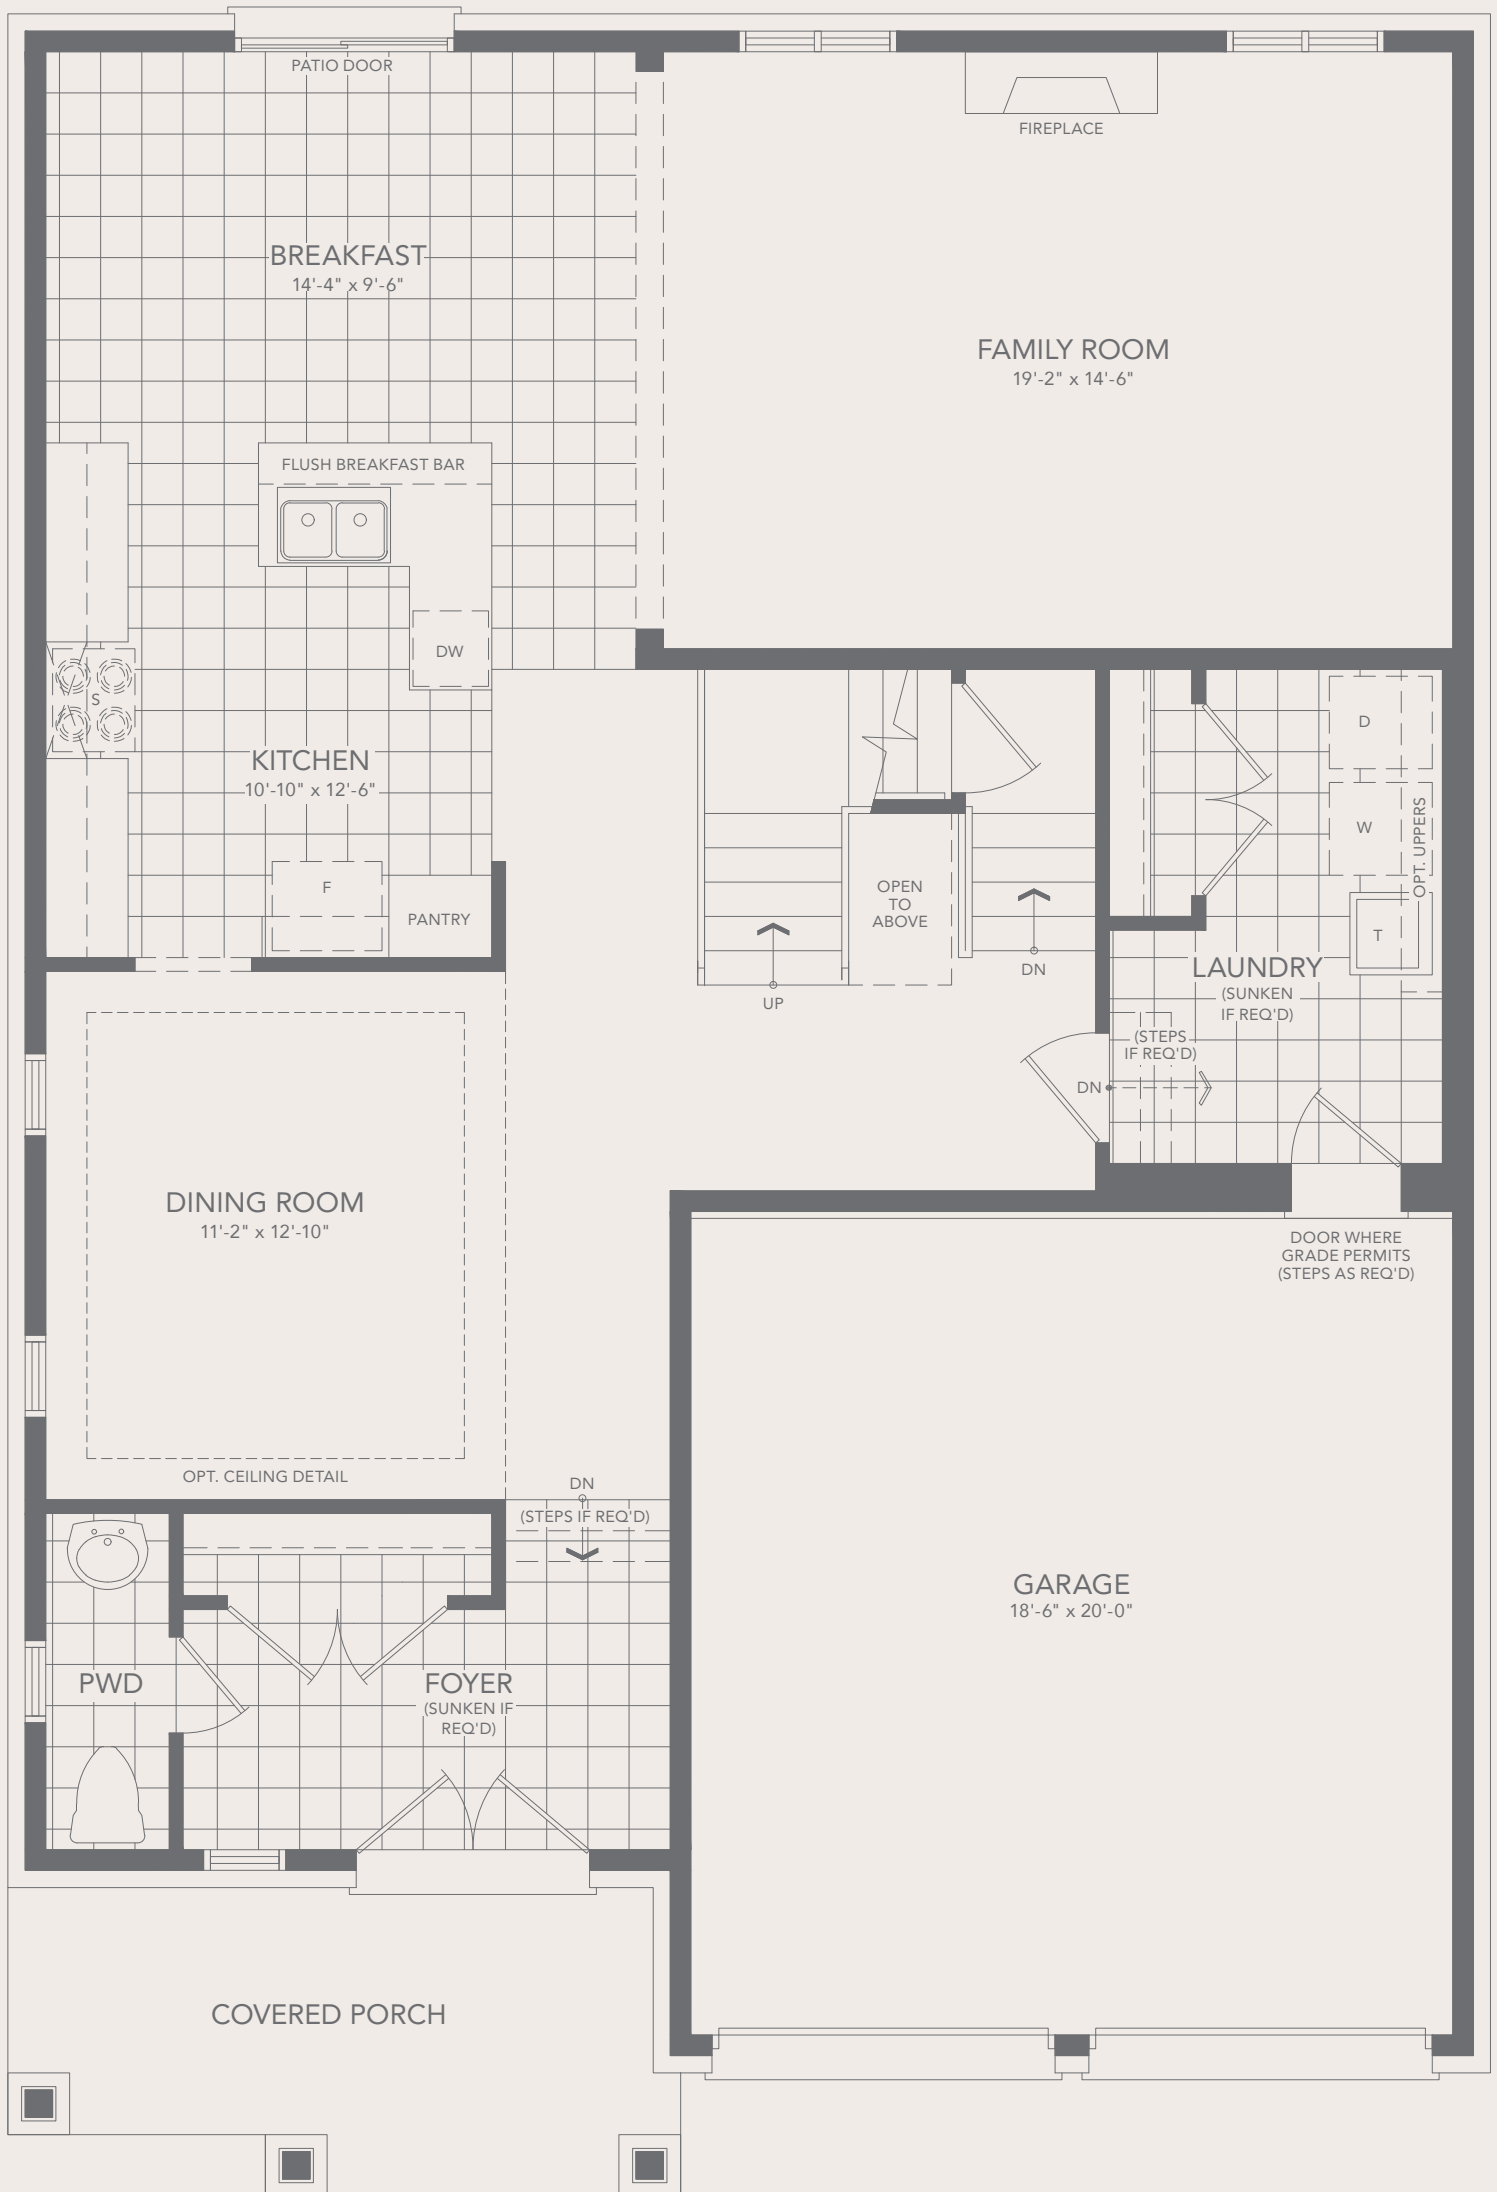 PATIO DOOR
FIREPLACE
BREAKFAST
14'-4" x 9'-6"
FAMILY ROOM
19'-2" x 14'-6"
FLUSH BREAKFAST BAR
DW
S
KITCHEN
10'-10" x 12'-6"
F
PANTRY
OPEN
TO
ABOVE
UP
DN
D
W
OPT. UPPERS
T
LAUNDRY
(SUNKEN
IF REQ'D)
(STEPS
IF REQ'D)
DN
DINING ROOM
11'-2" x 12'-10"
OPT. CEILING DETAIL
DOOR WHERE
GRADE PERMITS
(STEPS AS REQ'D)
DN
(STEPS IF REQ'D)
GARAGE
18'-6" x 20'-0"
PWD
FOYER
(SUNKEN IF
REQ'D)
COVERED PORCH